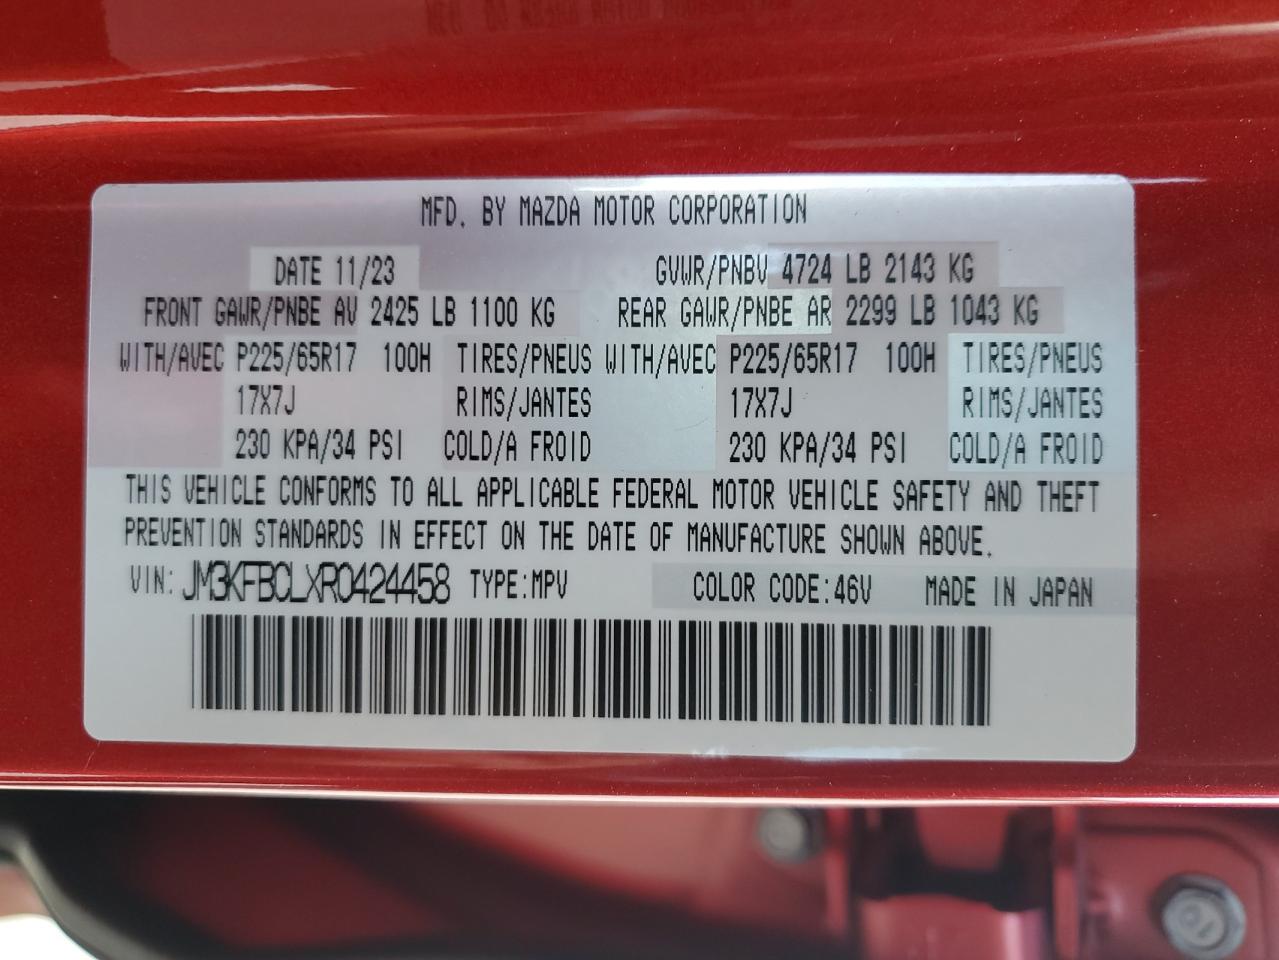 MFD. BY MAZDA MOTOR CORPORATION
DATE 11/23 GVWR/PNBV 4724 LB 2143 KG
FRONT GAWR/PNBE AV 2425 LB 1100 KG REAR GAWR/PNBE AR 2299 LB 1043 KG
WITH/AVEC P225/65R17 100H TIRES/PNEUS WITH/AVEC P225/65R17 100H TIRES/PNEUS
17X7J RIMS/JANTES 17X7J RIMS/JANTES
230 KPA/34 PSI COLD/A FROID 230 KPA/34 PSI COLD/A FROID
THIS VEHICLE CONFORMS TO ALL APPLICABLE FEDERAL MOTOR VEHICLE SAFETY AND THEFT
PREVENTION STANDARDS IN EFFECT ON THE DATE OF MANUFACTURE SHOWN ABOVE.
VIN: JM3KFBCLXR0424458 TYPE:MPV COLOR CODE:46V MADE IN JAPAN